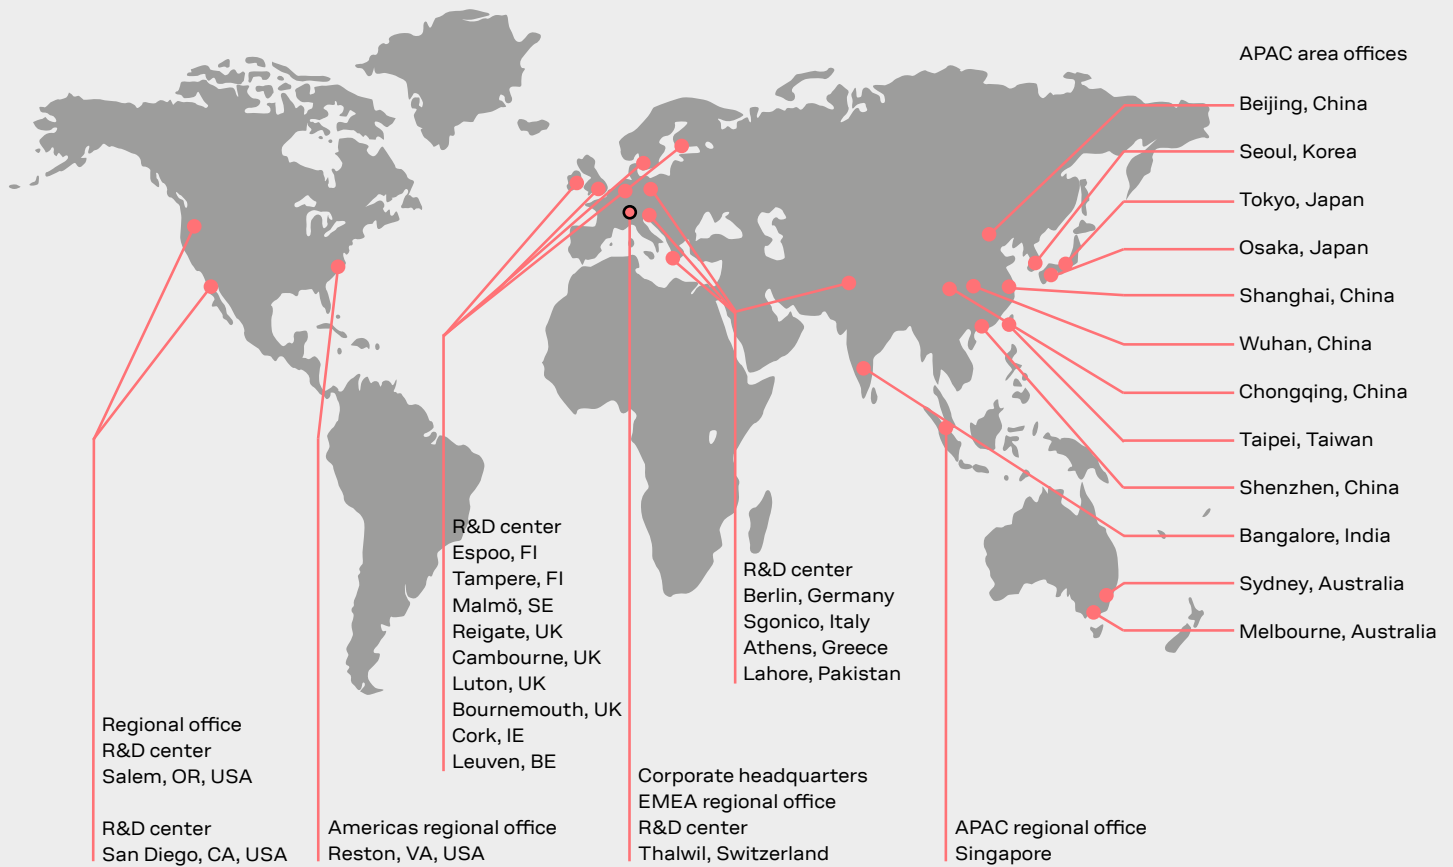 APAC area offices
Beijing, China
Seoul, Korea
Tokyo, Japan
Osaka, Japan
Shanghai, China
Wuhan, China
Chongqing, China
Taipei, Taiwan
Shenzhen, China
Bangalore, India
Sydney, Australia
Melbourne, Australia
Regional office
R&D center
Salem, OR, USA
R&D center
San Diego, CA, USA
Americas regional office
Reston, VA, USA
R&D center
Espoo, FI
Tampere, FI
Malmö, SE
Reigate, UK
Cambourne, UK
Luton, UK
Bournemouth, UK
Cork, IE
Leuven, BE
Corporate headquarters
EMEA regional office
R&D center
Thalwil, Switzerland
R&D center
Berlin, Germany
Sgonico, Italy
Athens, Greece
Lahore, Pakistan
APAC regional office
Singapore